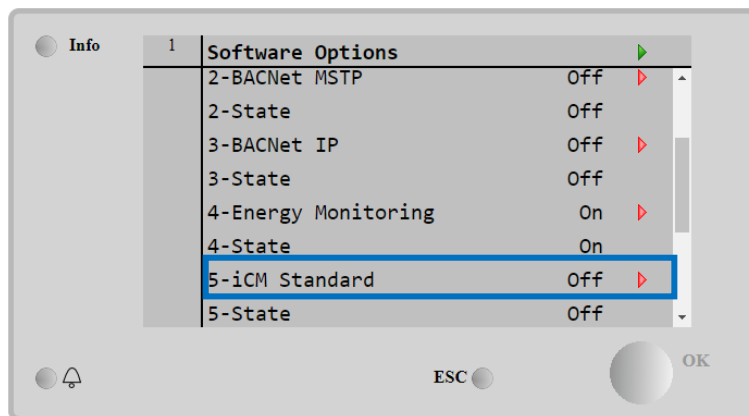 Info
1 Software Options
2-BACNet MSTP Off
2-State Off
3-BACNet IP Off
3-State Off
4-Energy Monitoring On
4-State On
5-iCM Standard Off
5-State Off
ESC
OK